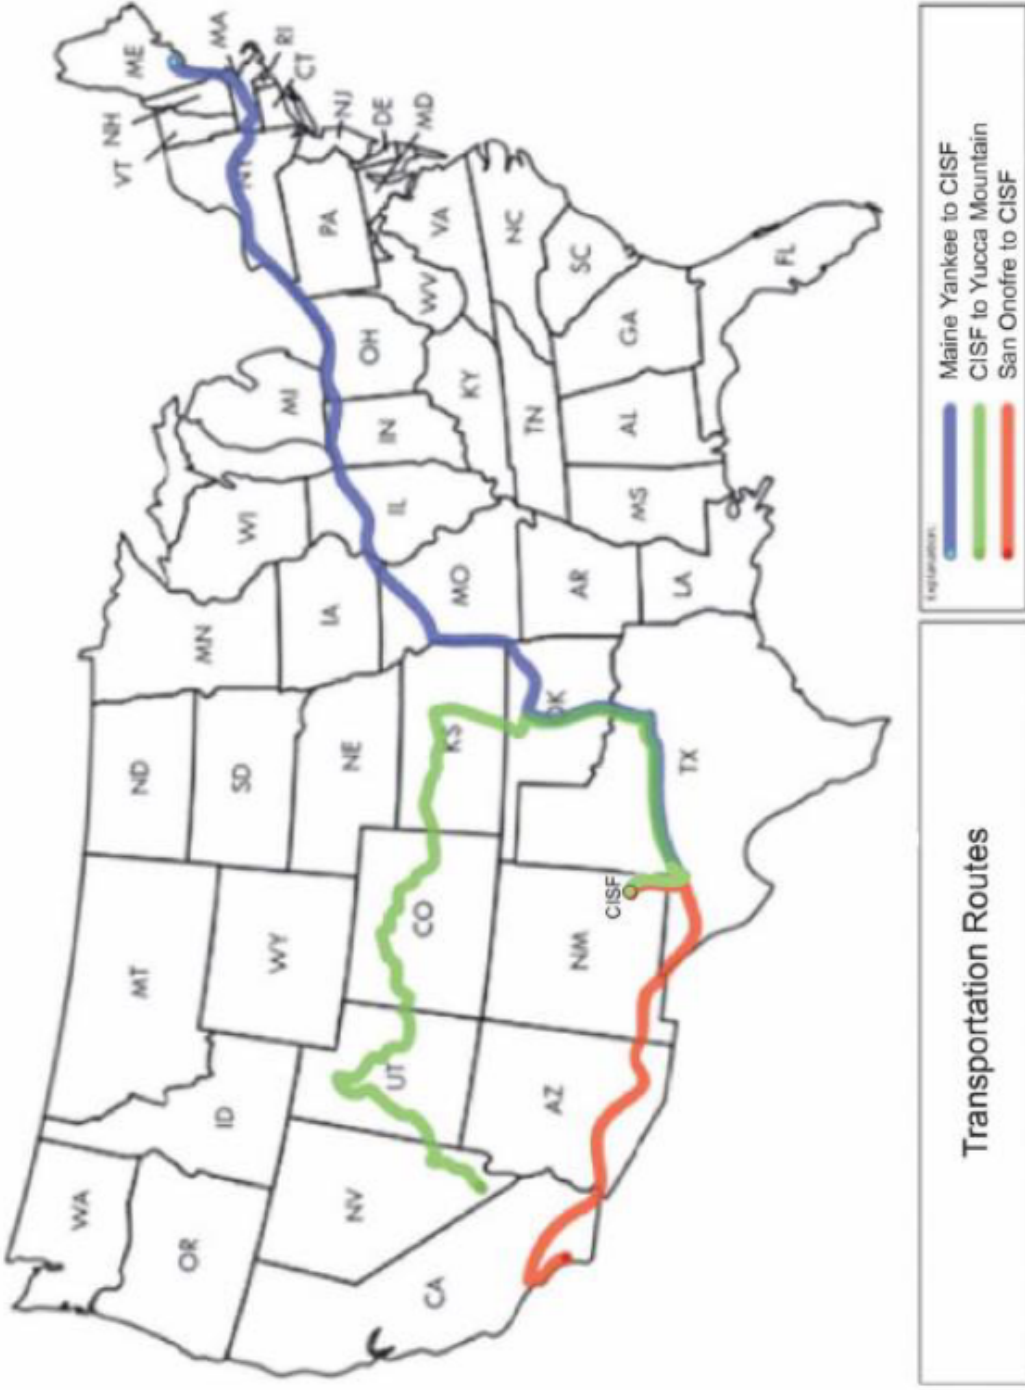 WA
OR
CA
NV
ID
MT
WY
UT
AZ
CO
NM
ND
SD
NE
KS
OK
TX
MN
IA
MO
AR
LA
WI
IL
MI
IN
OH
KY
TN
MS
AL
GA
FL
SC
NC
VA
WV
PA
NY
VT
NH
ME
MA
RI
CT
NJ
DE
MD
CISF
Transportation Routes
Explanation:
Maine Yankee to CISF
CISF to Yucca Mountain
San Onofre to CISF